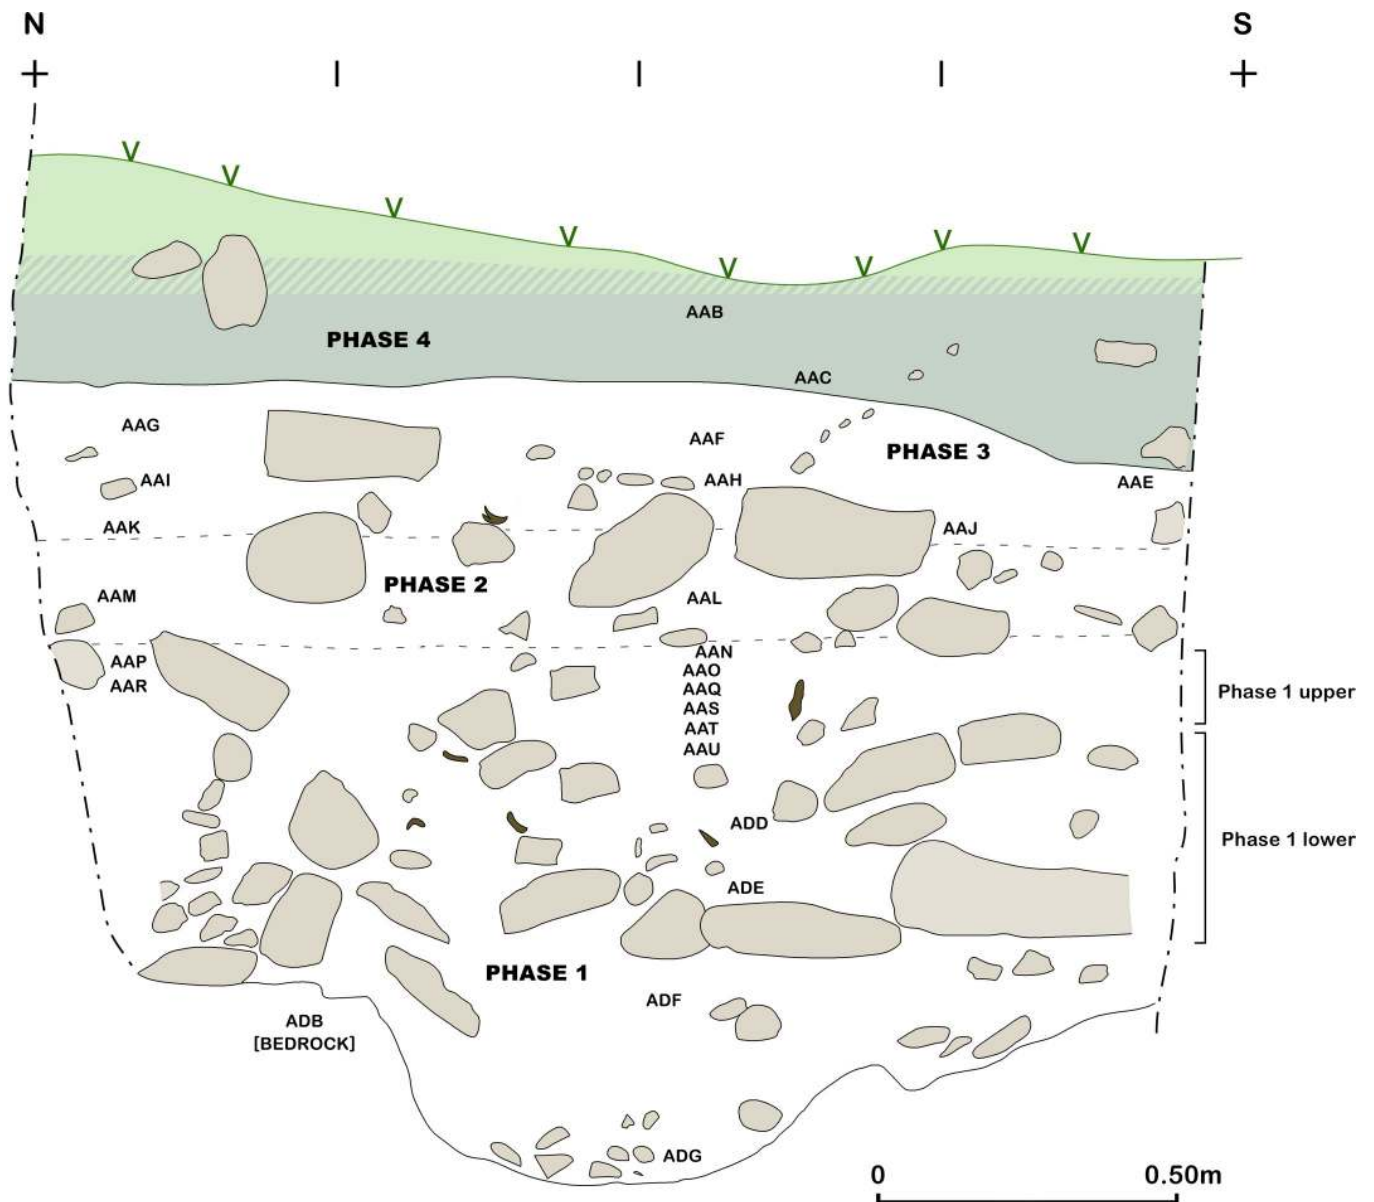 N
S
AAB
PHASE 4
AAC
AAG
AAF
PHASE 3
AAI
AAH
AAE
AAK
AAJ
PHASE 2
AAM
AAL
AAN
AAP
AAO
AAR
AAQ
Phase 1 upper
AAS
AAT
AAU
ADD
Phase 1 lower
ADE
PHASE 1
ADF
ADB
[BEDROCK]
ADG
0
0.50m